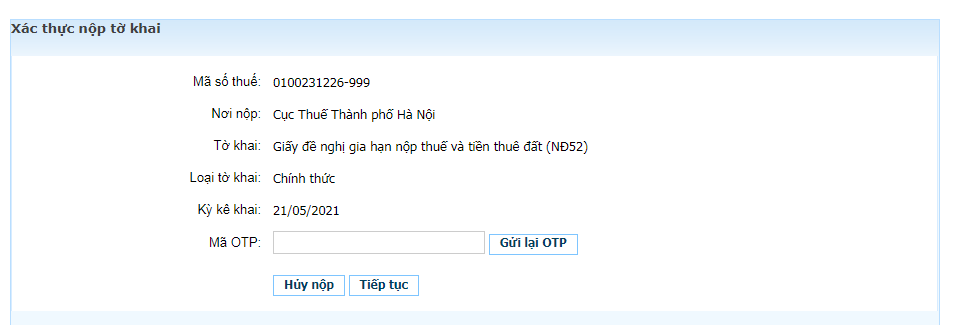 Xác thực nộp tờ khai
Mã số thuế: 0100231226-999
Nơi nộp: Cục Thuế Thành phố Hà Nội
Tờ khai: Giấy đề nghị gia hạn nộp thuế và tiền thuê đất (NĐ52)
Loại tờ khai: Chính thức
Kỳ kê khai: 21/05/2021
Mã OTP: Gửi lại OTP
Hủy nộp Tiếp tục